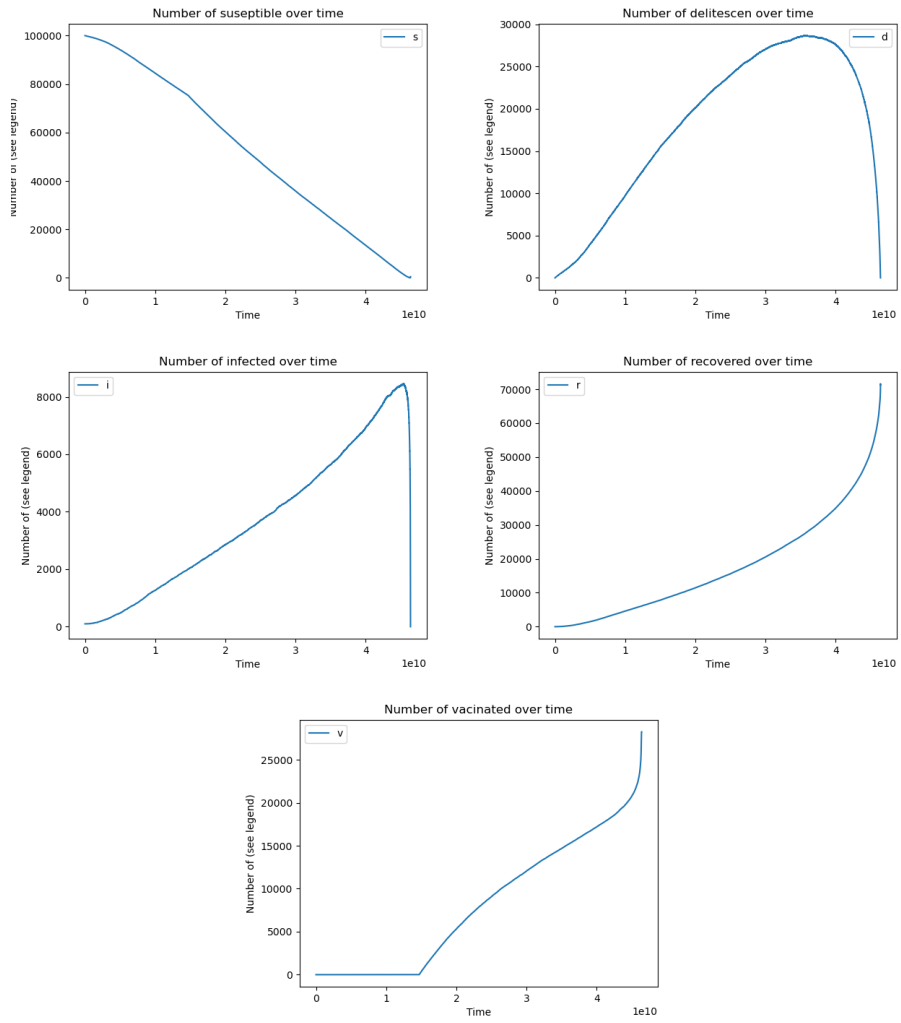 Number of suseptible over time
s
Number of (see legend)
100000
80000
60000
40000
20000
0
0 1 2 3 4
1e10
Time
Number of delitescen over time
d
Number of (see legend)
30000
25000
20000
15000
10000
5000
0
0 1 2 3 4
1e10
Time
Number of infected over time
i
Number of (see legend)
8000
6000
4000
2000
0
0 1 2 3 4
1e10
Time
Number of recovered over time
r
Number of (see legend)
70000
60000
50000
40000
30000
20000
10000
0
0 1 2 3 4
1e10
Time
Number of vacinated over time
v
Number of (see legend)
25000
20000
15000
10000
5000
0
0 1 2 3 4
1e10
Time